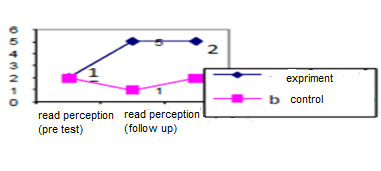 6
5
4
3
2
1
0
1
5
1
2
expriment
b control
read perception
(pre test)
read perception
(follow up)